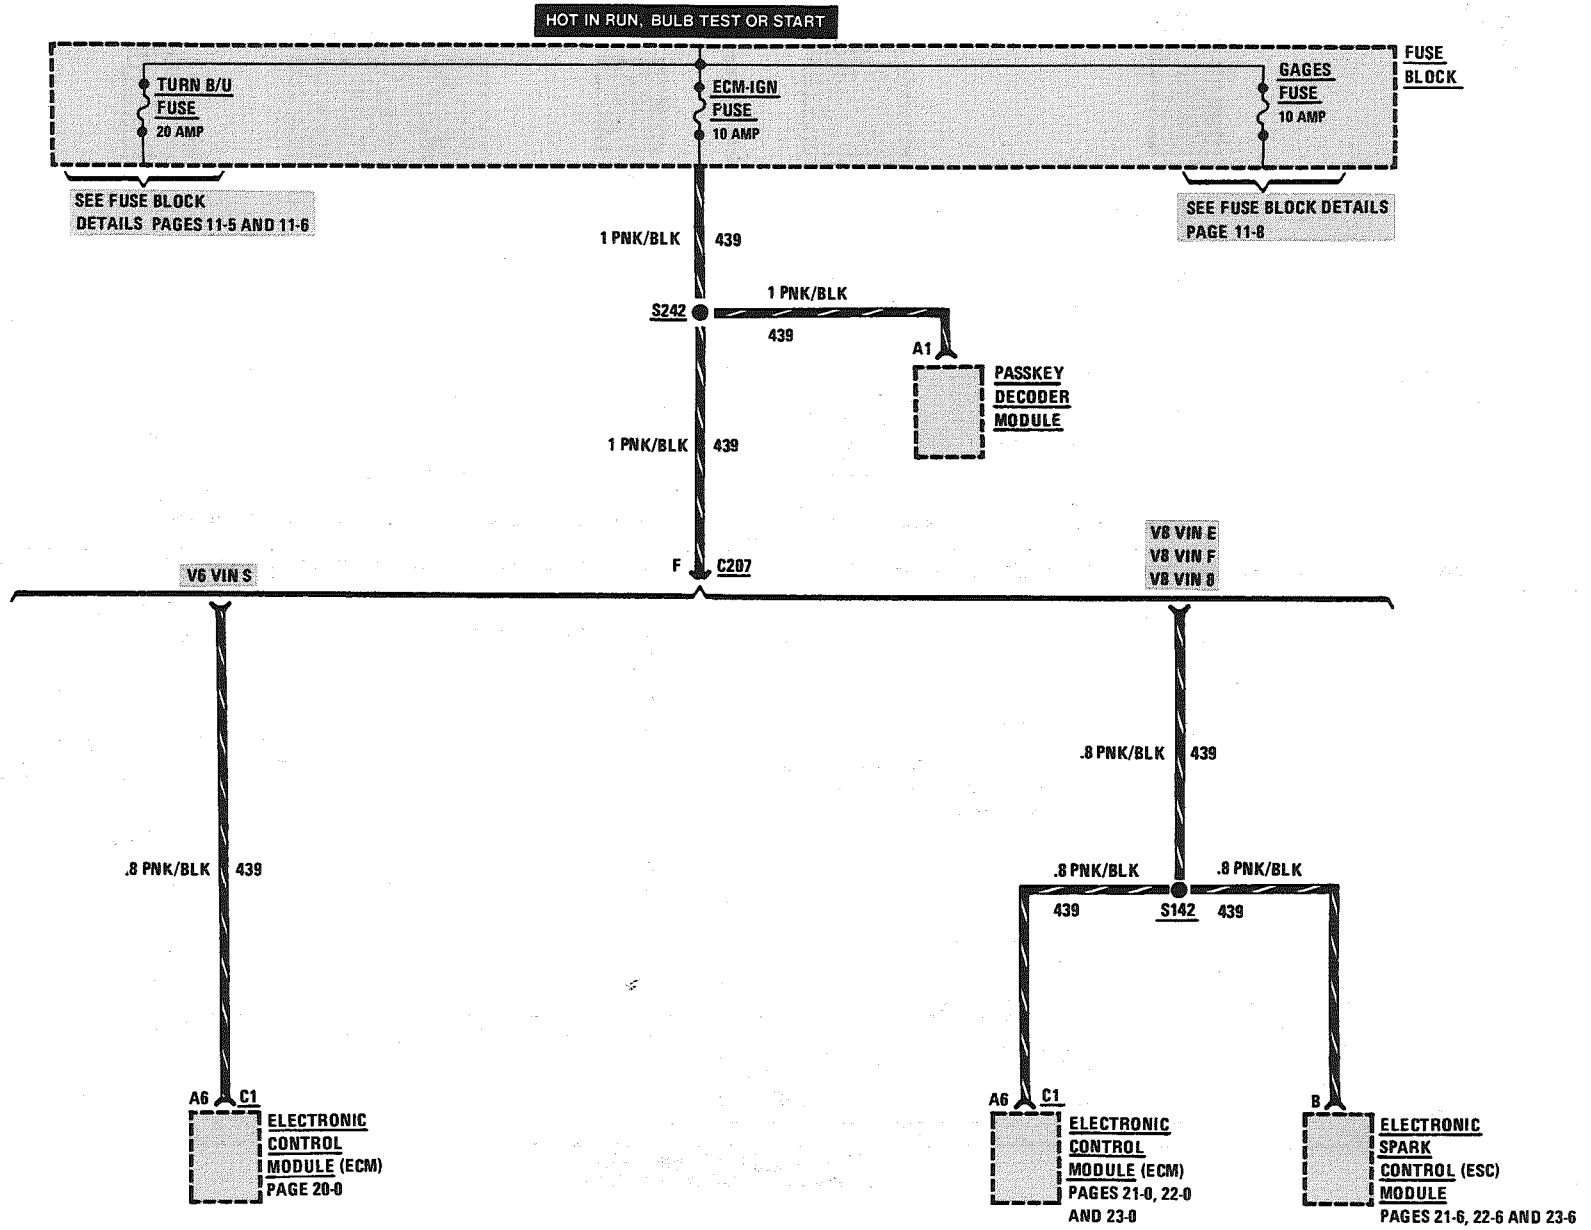 HOT IN RUN, BULB TEST OR START
FUSE
BLOCK
TURN B/U
FUSE
20 AMP
ECM-IGN
FUSE
10 AMP
GAGES
FUSE
10 AMP
SEE FUSE BLOCK
DETAILS PAGES 11-5 AND 11-6
SEE FUSE BLOCK DETAILS
PAGE 11-8
1 PNK/BLK 439
S242
1 PNK/BLK
439
A1
PASSKEY
DECODER
MODULE
1 PNK/BLK 439
F C207
V6 VIN S
V8 VIN E
V8 VIN F
V8 VIN 8
.8 PNK/BLK 439
.8 PNK/BLK 439
.8 PNK/BLK
439
S142
.8 PNK/BLK
439
A6 C1
ELECTRONIC
CONTROL
MODULE (ECM)
PAGE 20-0
A6 C1
ELECTRONIC
CONTROL
MODULE (ECM)
PAGES 21-0, 22-0
AND 23-0
B
ELECTRONIC
SPARK
CONTROL (ESC)
MODULE
PAGES 21-6, 22-6 AND 23-6